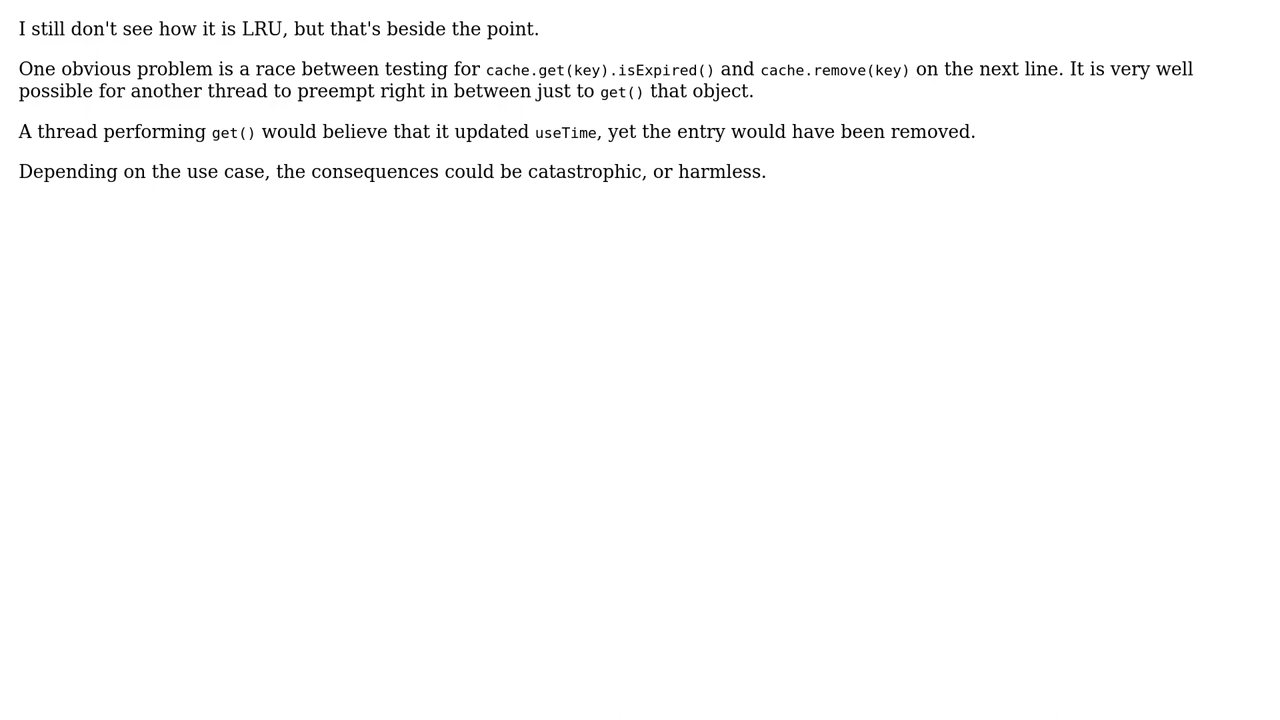 I still don't see how it is LRU, but that's beside the point.
One obvious problem is a race between testing for cache.get(key).isExpired() and cache.remove(key) on the next line. It is very well
possible for another thread to preempt right in between just to get() that object.
A thread performing get() would believe that it updated useTime, yet the entry would have been removed.
Depending on the use case, the consequences could be catastrophic, or harmless.